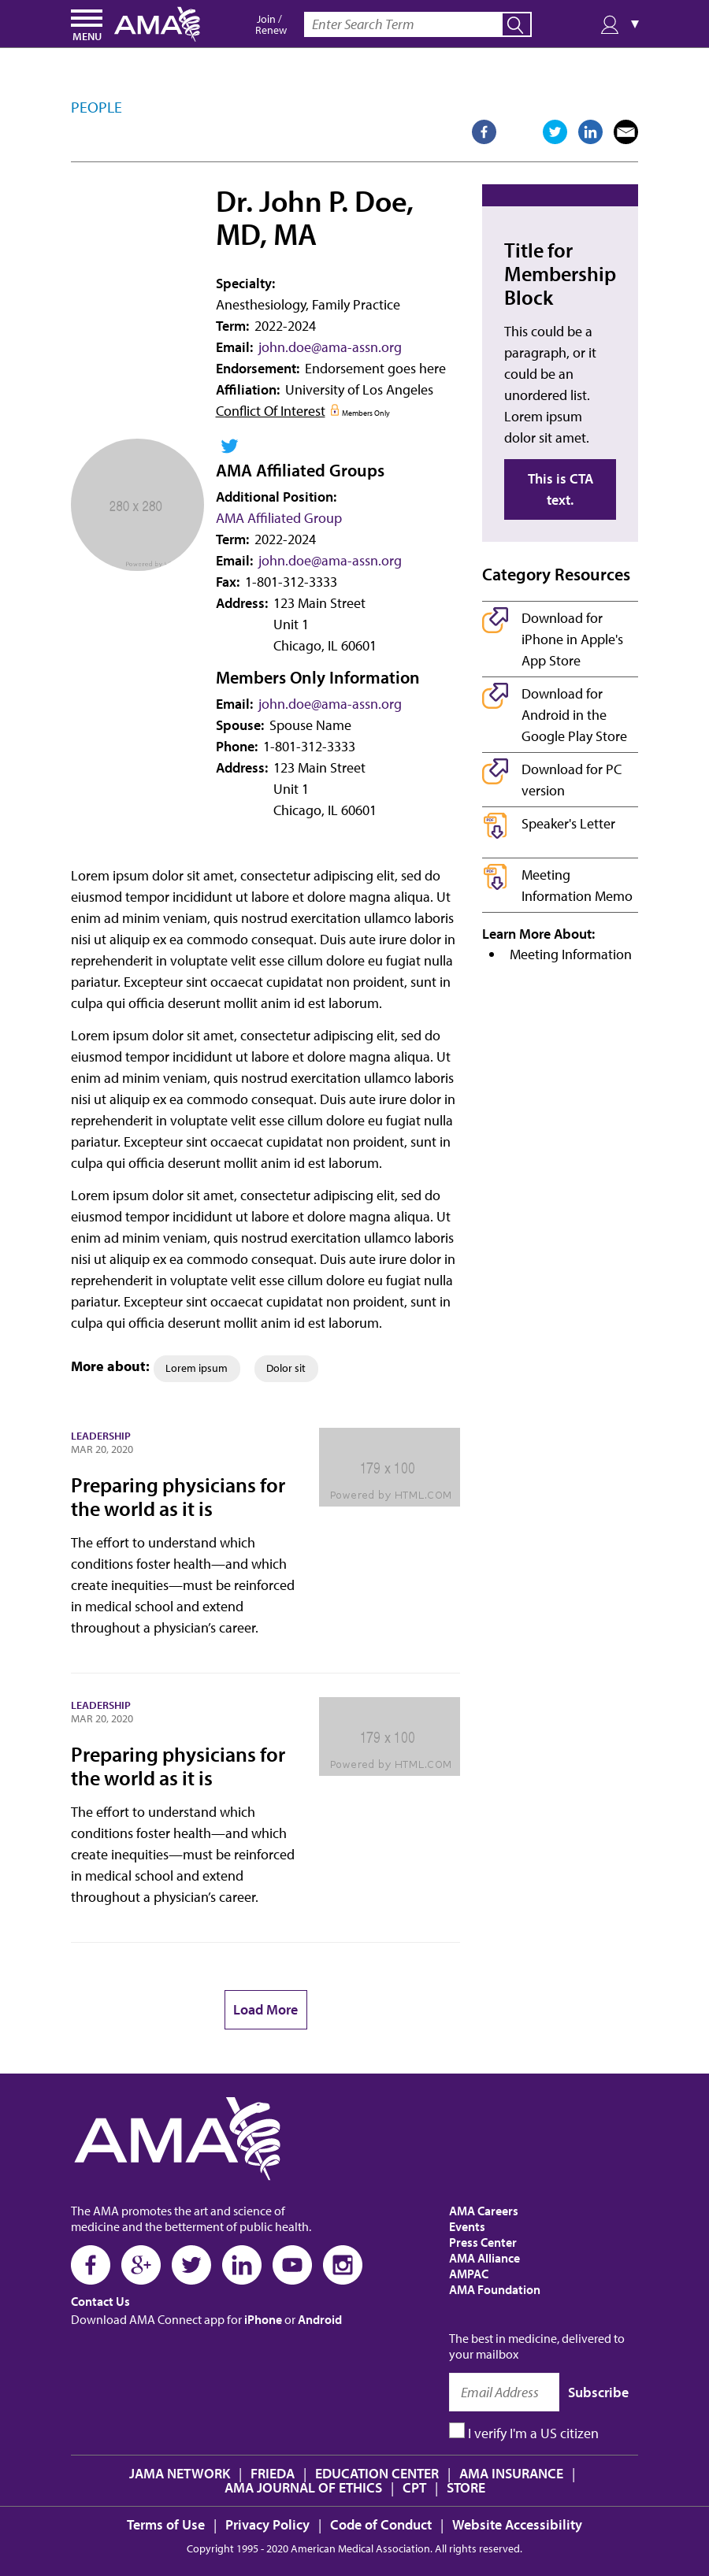 MENU
AMA
Join /
Renew
Enter Search Term
PEOPLE
Dr. John P. Doe,
MD, MA
Specialty:
Anesthesiology, Family Practice
Term: 2022-2024
Email: john.doe@ama-assn.org
Endorsement: Endorsement goes here
Affiliation: University of Los Angeles
Conflict Of Interest Members Only
280 x 280
Powered by
AMA Affiliated Groups
Additional Position:
AMA Affiliated Group
Term: 2022-2024
Email: john.doe@ama-assn.org
Fax: 1-801-312-3333
Address: 123 Main Street
Unit 1
Chicago, IL 60601
Members Only Information
Email: john.doe@ama-assn.org
Spouse: Spouse Name
Phone: 1-801-312-3333
Address: 123 Main Street
Unit 1
Chicago, IL 60601
Title for
Membership
Block
This could be a
paragraph, or it
could be an
unordered list.
Lorem ipsum
dolor sit amet.
This is CTA
text.
Category Resources
Download for
iPhone in Apple's
App Store
Download for
Android in the
Google Play Store
Download for PC
version
Speaker's Letter
Meeting
Information Memo
Learn More About:
Meeting Information
Lorem ipsum dolor sit amet, consectetur adipiscing elit, sed do
eiusmod tempor incididunt ut labore et dolore magna aliqua. Ut
enim ad minim veniam, quis nostrud exercitation ullamco laboris
nisi ut aliquip ex ea commodo consequat. Duis aute irure dolor in
reprehenderit in voluptate velit esse cillum dolore eu fugiat nulla
pariatur. Excepteur sint occaecat cupidatat non proident, sunt in
culpa qui officia deserunt mollit anim id est laborum.
Lorem ipsum dolor sit amet, consectetur adipiscing elit, sed do
eiusmod tempor incididunt ut labore et dolore magna aliqua. Ut
enim ad minim veniam, quis nostrud exercitation ullamco laboris
nisi ut aliquip ex ea commodo consequat. Duis aute irure dolor in
reprehenderit in voluptate velit esse cillum dolore eu fugiat nulla
pariatur. Excepteur sint occaecat cupidatat non proident, sunt in
culpa qui officia deserunt mollit anim id est laborum.
Lorem ipsum dolor sit amet, consectetur adipiscing elit, sed do
eiusmod tempor incididunt ut labore et dolore magna aliqua. Ut
enim ad minim veniam, quis nostrud exercitation ullamco laboris
nisi ut aliquip ex ea commodo consequat. Duis aute irure dolor in
reprehenderit in voluptate velit esse cillum dolore eu fugiat nulla
pariatur. Excepteur sint occaecat cupidatat non proident, sunt in
culpa qui officia deserunt mollit anim id est laborum.
More about: Lorem ipsum Dolor sit
LEADERSHIP
MAR 20, 2020
Preparing physicians for
the world as it is
The effort to understand which
conditions foster health—and which
create inequities—must be reinforced
in medical school and extend
throughout a physician’s career.
179 x 100
Powered by HTML.COM
LEADERSHIP
MAR 20, 2020
Preparing physicians for
the world as it is
The effort to understand which
conditions foster health—and which
create inequities—must be reinforced
in medical school and extend
throughout a physician’s career.
179 x 100
Powered by HTML.COM
Load More
AMA
The AMA promotes the art and science of
medicine and the betterment of public health.
Contact Us
Download AMA Connect app for iPhone or Android
AMA Careers
Events
Press Center
AMA Alliance
AMPAC
AMA Foundation
The best in medicine, delivered to
your mailbox
Email Address Subscribe
I verify I'm a US citizen
JAMA NETWORK | FRIEDA | EDUCATION CENTER | AMA INSURANCE |
AMA JOURNAL OF ETHICS | CPT | STORE
Terms of Use | Privacy Policy | Code of Conduct | Website Accessibility
Copyright 1995 - 2020 American Medical Association. All rights reserved.